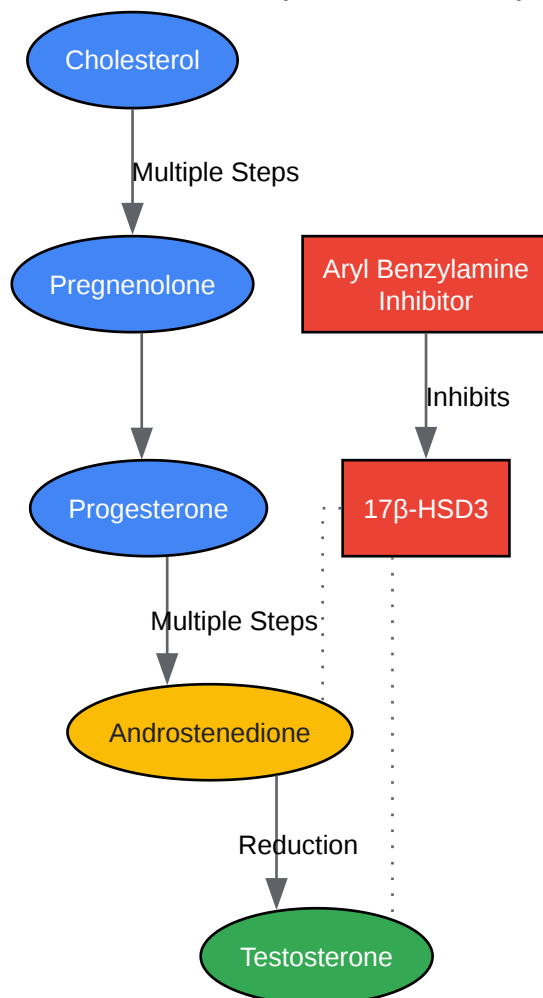 Cholesterol
Multiple Steps
Pregnenolone
Aryl Benzylamine
Inhibitor
Inhibits
Progesterone
17β-HSD3
Multiple Steps
Androstenedione
Reduction
Testosterone